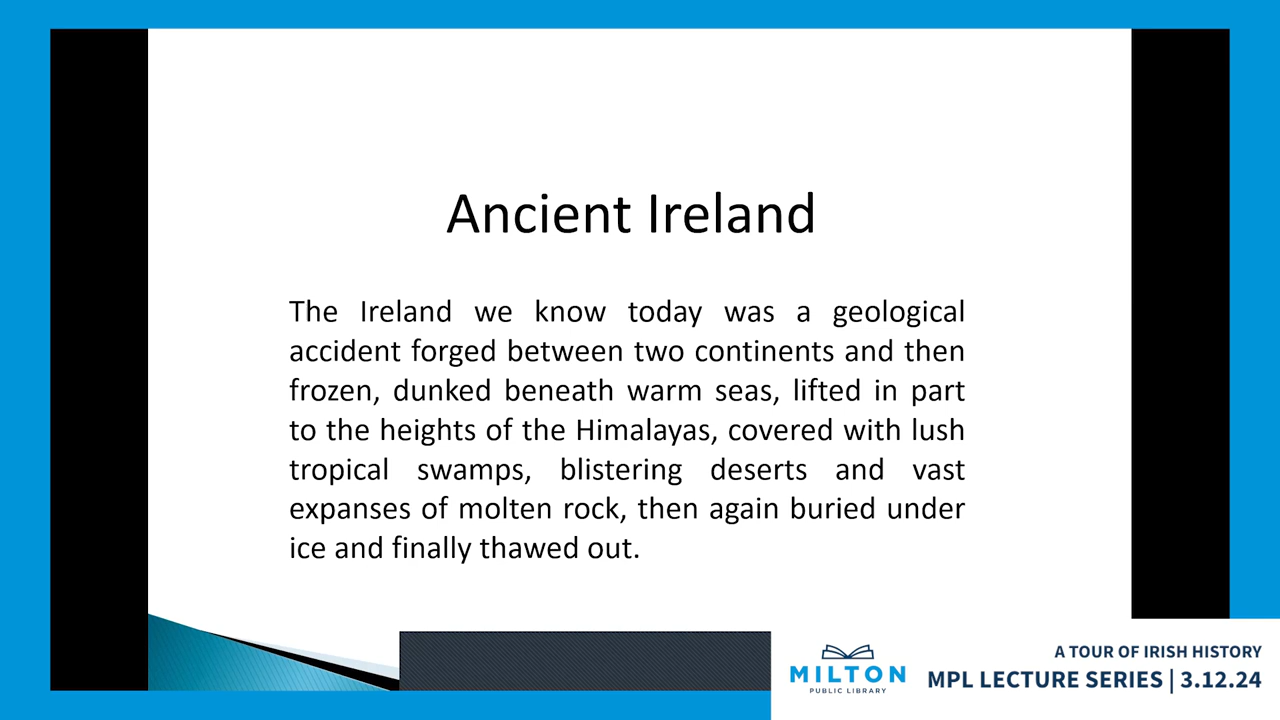 Ancient Ireland
The Ireland we know today was a geological
accident forged between two continents and then
frozen, dunked beneath warm seas, lifted in part
to the heights of the Himalayas, covered with lush
tropical swamps, blistering deserts and vast
expanses of molten rock, then again buried under
ice and finally thawed out.
MILTON
PUBLIC LIBRARY
A TOUR OF IRISH HISTORY
MPL LECTURE SERIES | 3.12.24